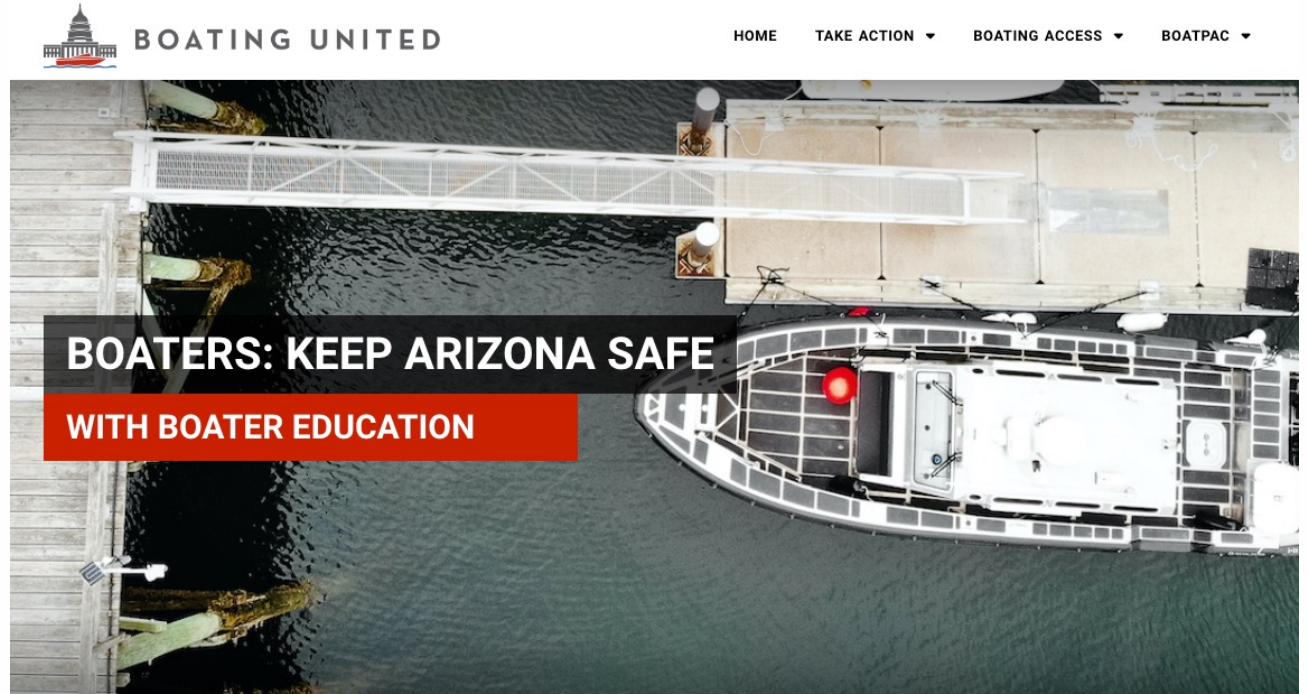 BOATING UNITED
HOME TAKE ACTION BOATING ACCESS BOATPAC
BOATERS: KEEP ARIZONA SAFE
WITH BOATER EDUCATION